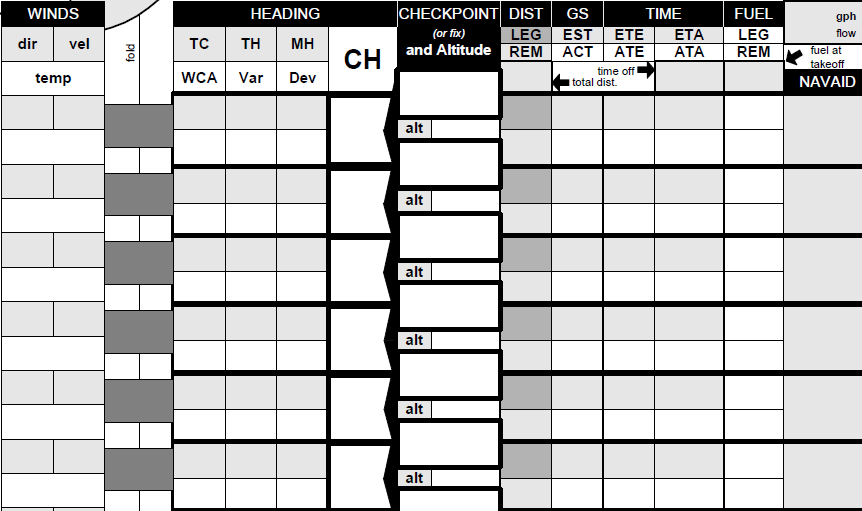 WINDS HEADING CHECKPOINT DIST GS TIME FUEL gph
dir vel fold TC TH MH CH (or fix) LEG EST ETE ETA LEG flow
and Altitude REM ACT ATE ATA REM fuel at
takeoff
temp WCA Var Dev time off
total dist. NAVAID
alt
alt
alt
alt
alt
alt